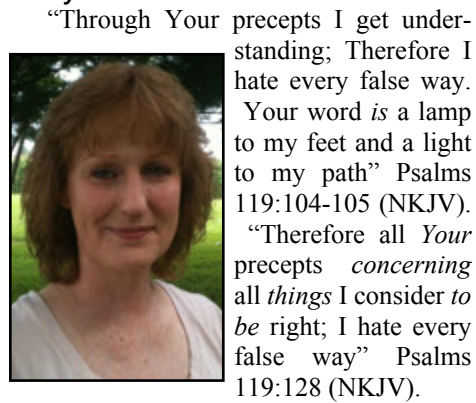 “Through Your precepts I get under-
standing; Therefore I
hate every false way.
Your word is a lamp
to my feet and a light
to my path” Psalms
119:104-105 (NKJV).
“Therefore all Your
precepts concerning
all things I consider to
be right; I hate every
false way” Psalms
119:128 (NKJV).